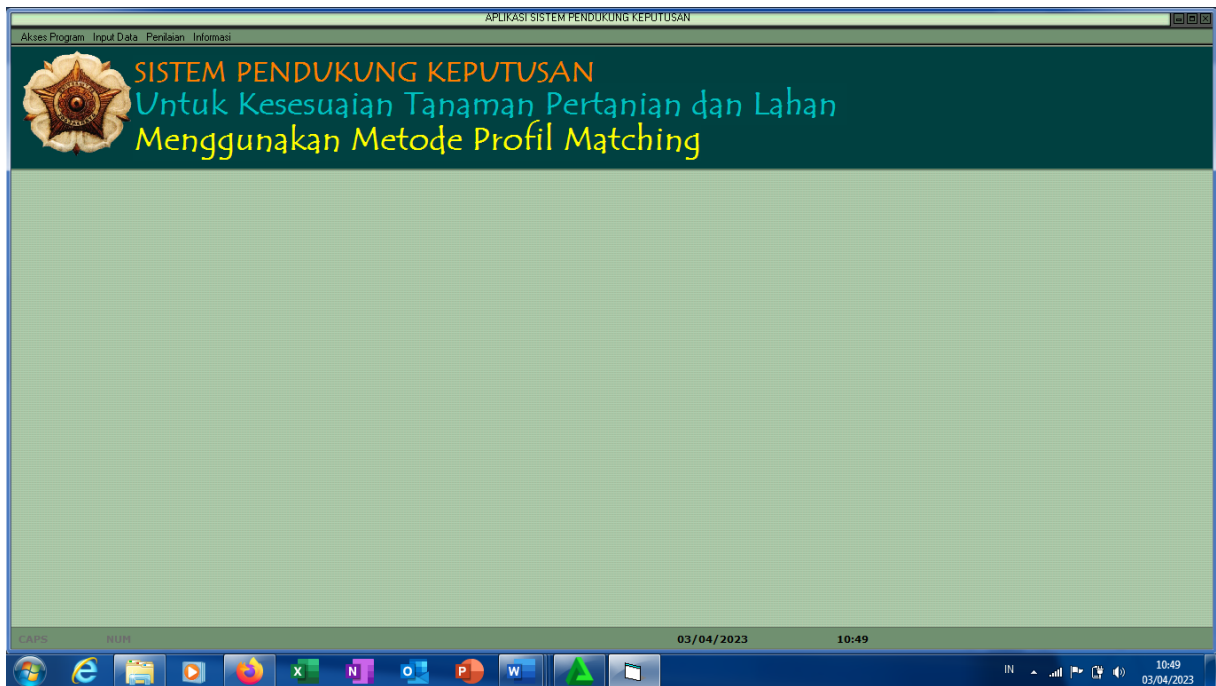 APLIKASI SISTEM PENDUKUNG KEPUTUSAN
Akses Program Input Data Penilaian Informasi
SISTEM PENDUKUNG KEPUTUSAN
Untuk Kesesuaian Tanaman Pertanian dan Lahan
Menggunakan Metode Profil Matching
CAPS NUM 03/04/2023 10:49
IN 10:49
03/04/2023